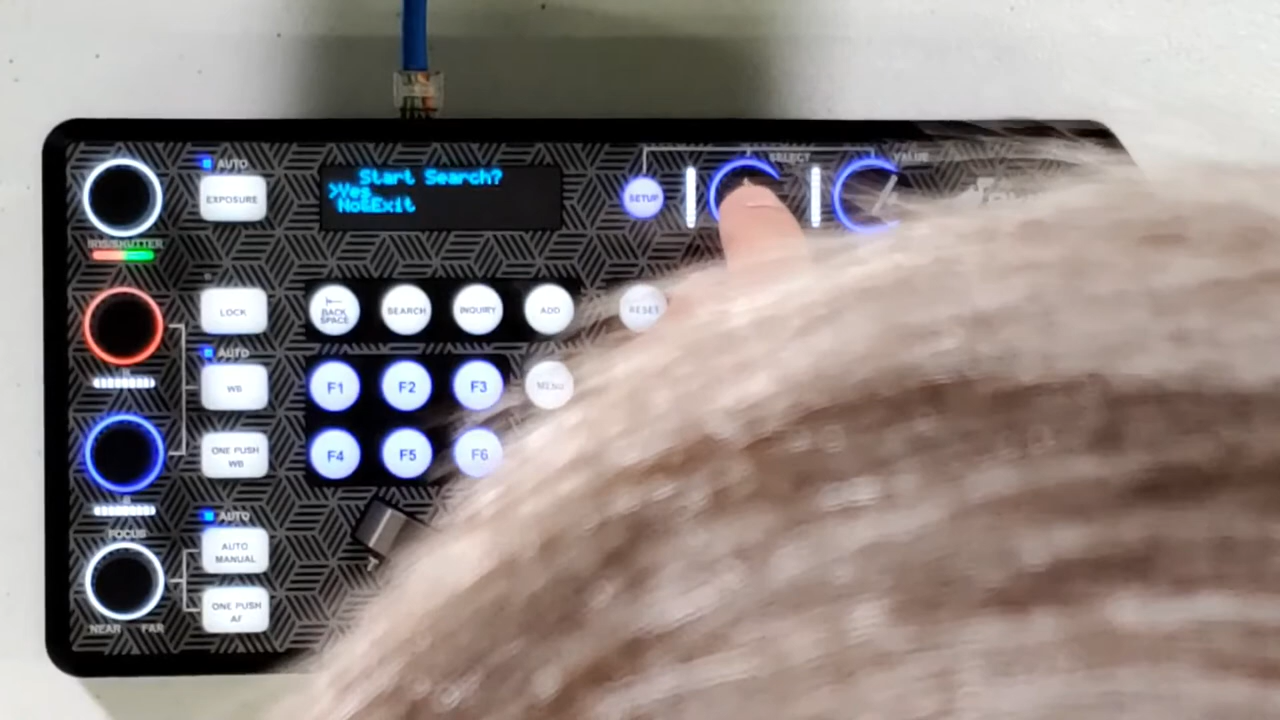 AUTO
EXPOSURE
Start Search?
>Yes
No&Exit
SETUP
SELECT
VALUE
IRIS/SHUTTER
LOCK
BACK
SPACE
SEARCH
INQUIRY
ADD
RESET
AUTO
WB
F1
F2
F3
MENU
ONE PUSH
WB
F4
F5
F6
AUTO
FOCUS
AUTO
MANUAL
ONE PUSH
AF
NEAR
FAR